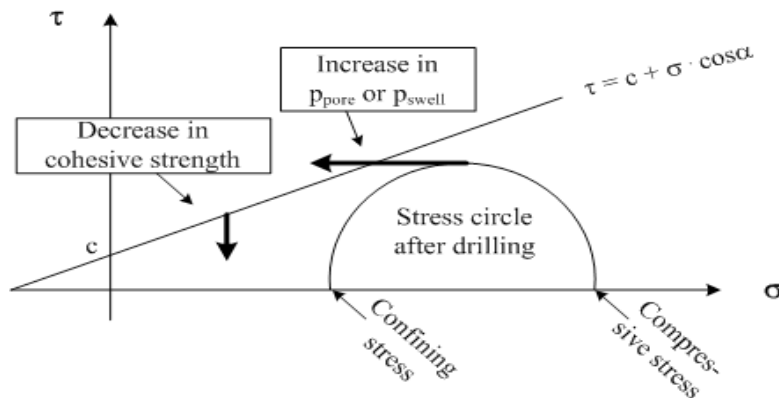 τ
Increase in
p_pore or p_swell
τ = c + σ · cosα
Decrease in
cohesive strength
Stress circle
after drilling
c
σ
Confining
stress
Compres-
sive stress